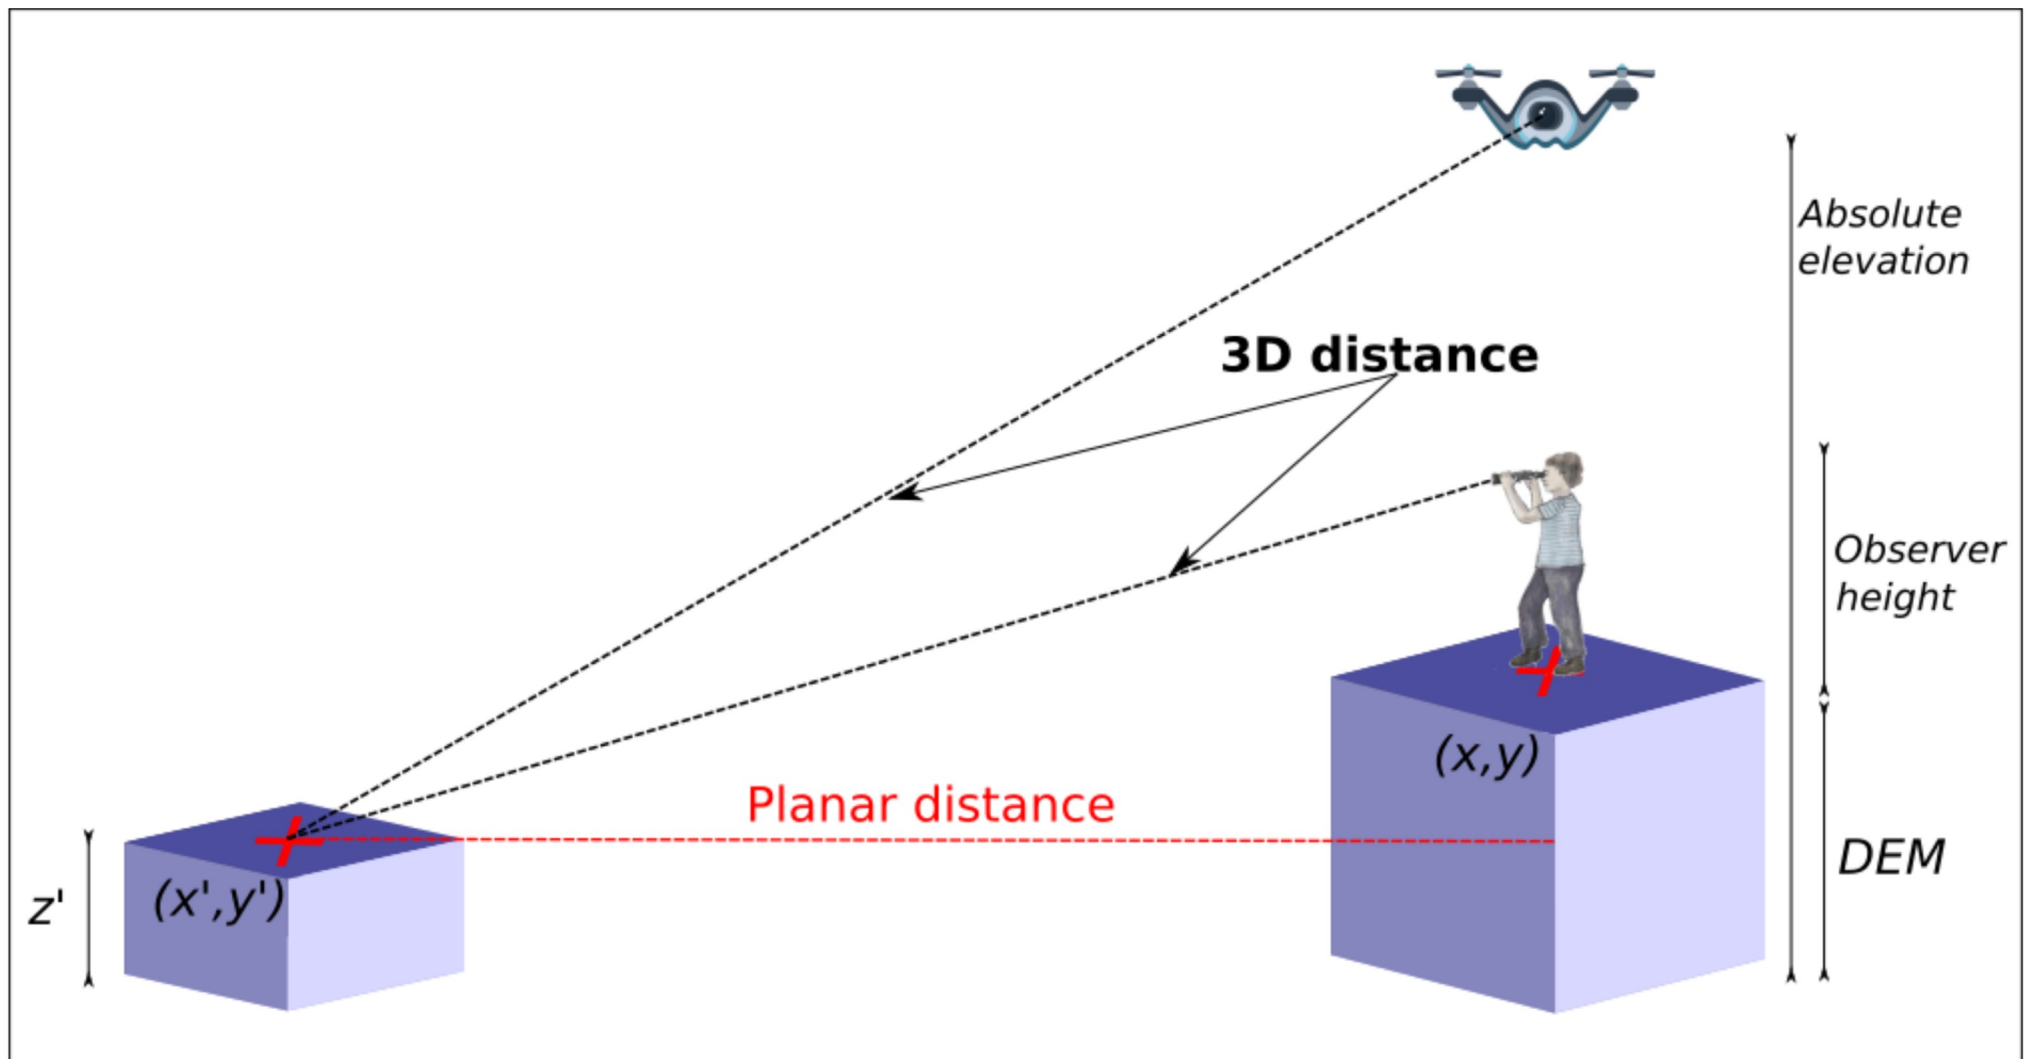 Absolute
elevation
3D distance
Observer
height
(x,y)
Planar distance
DEM
(x',y')
z'